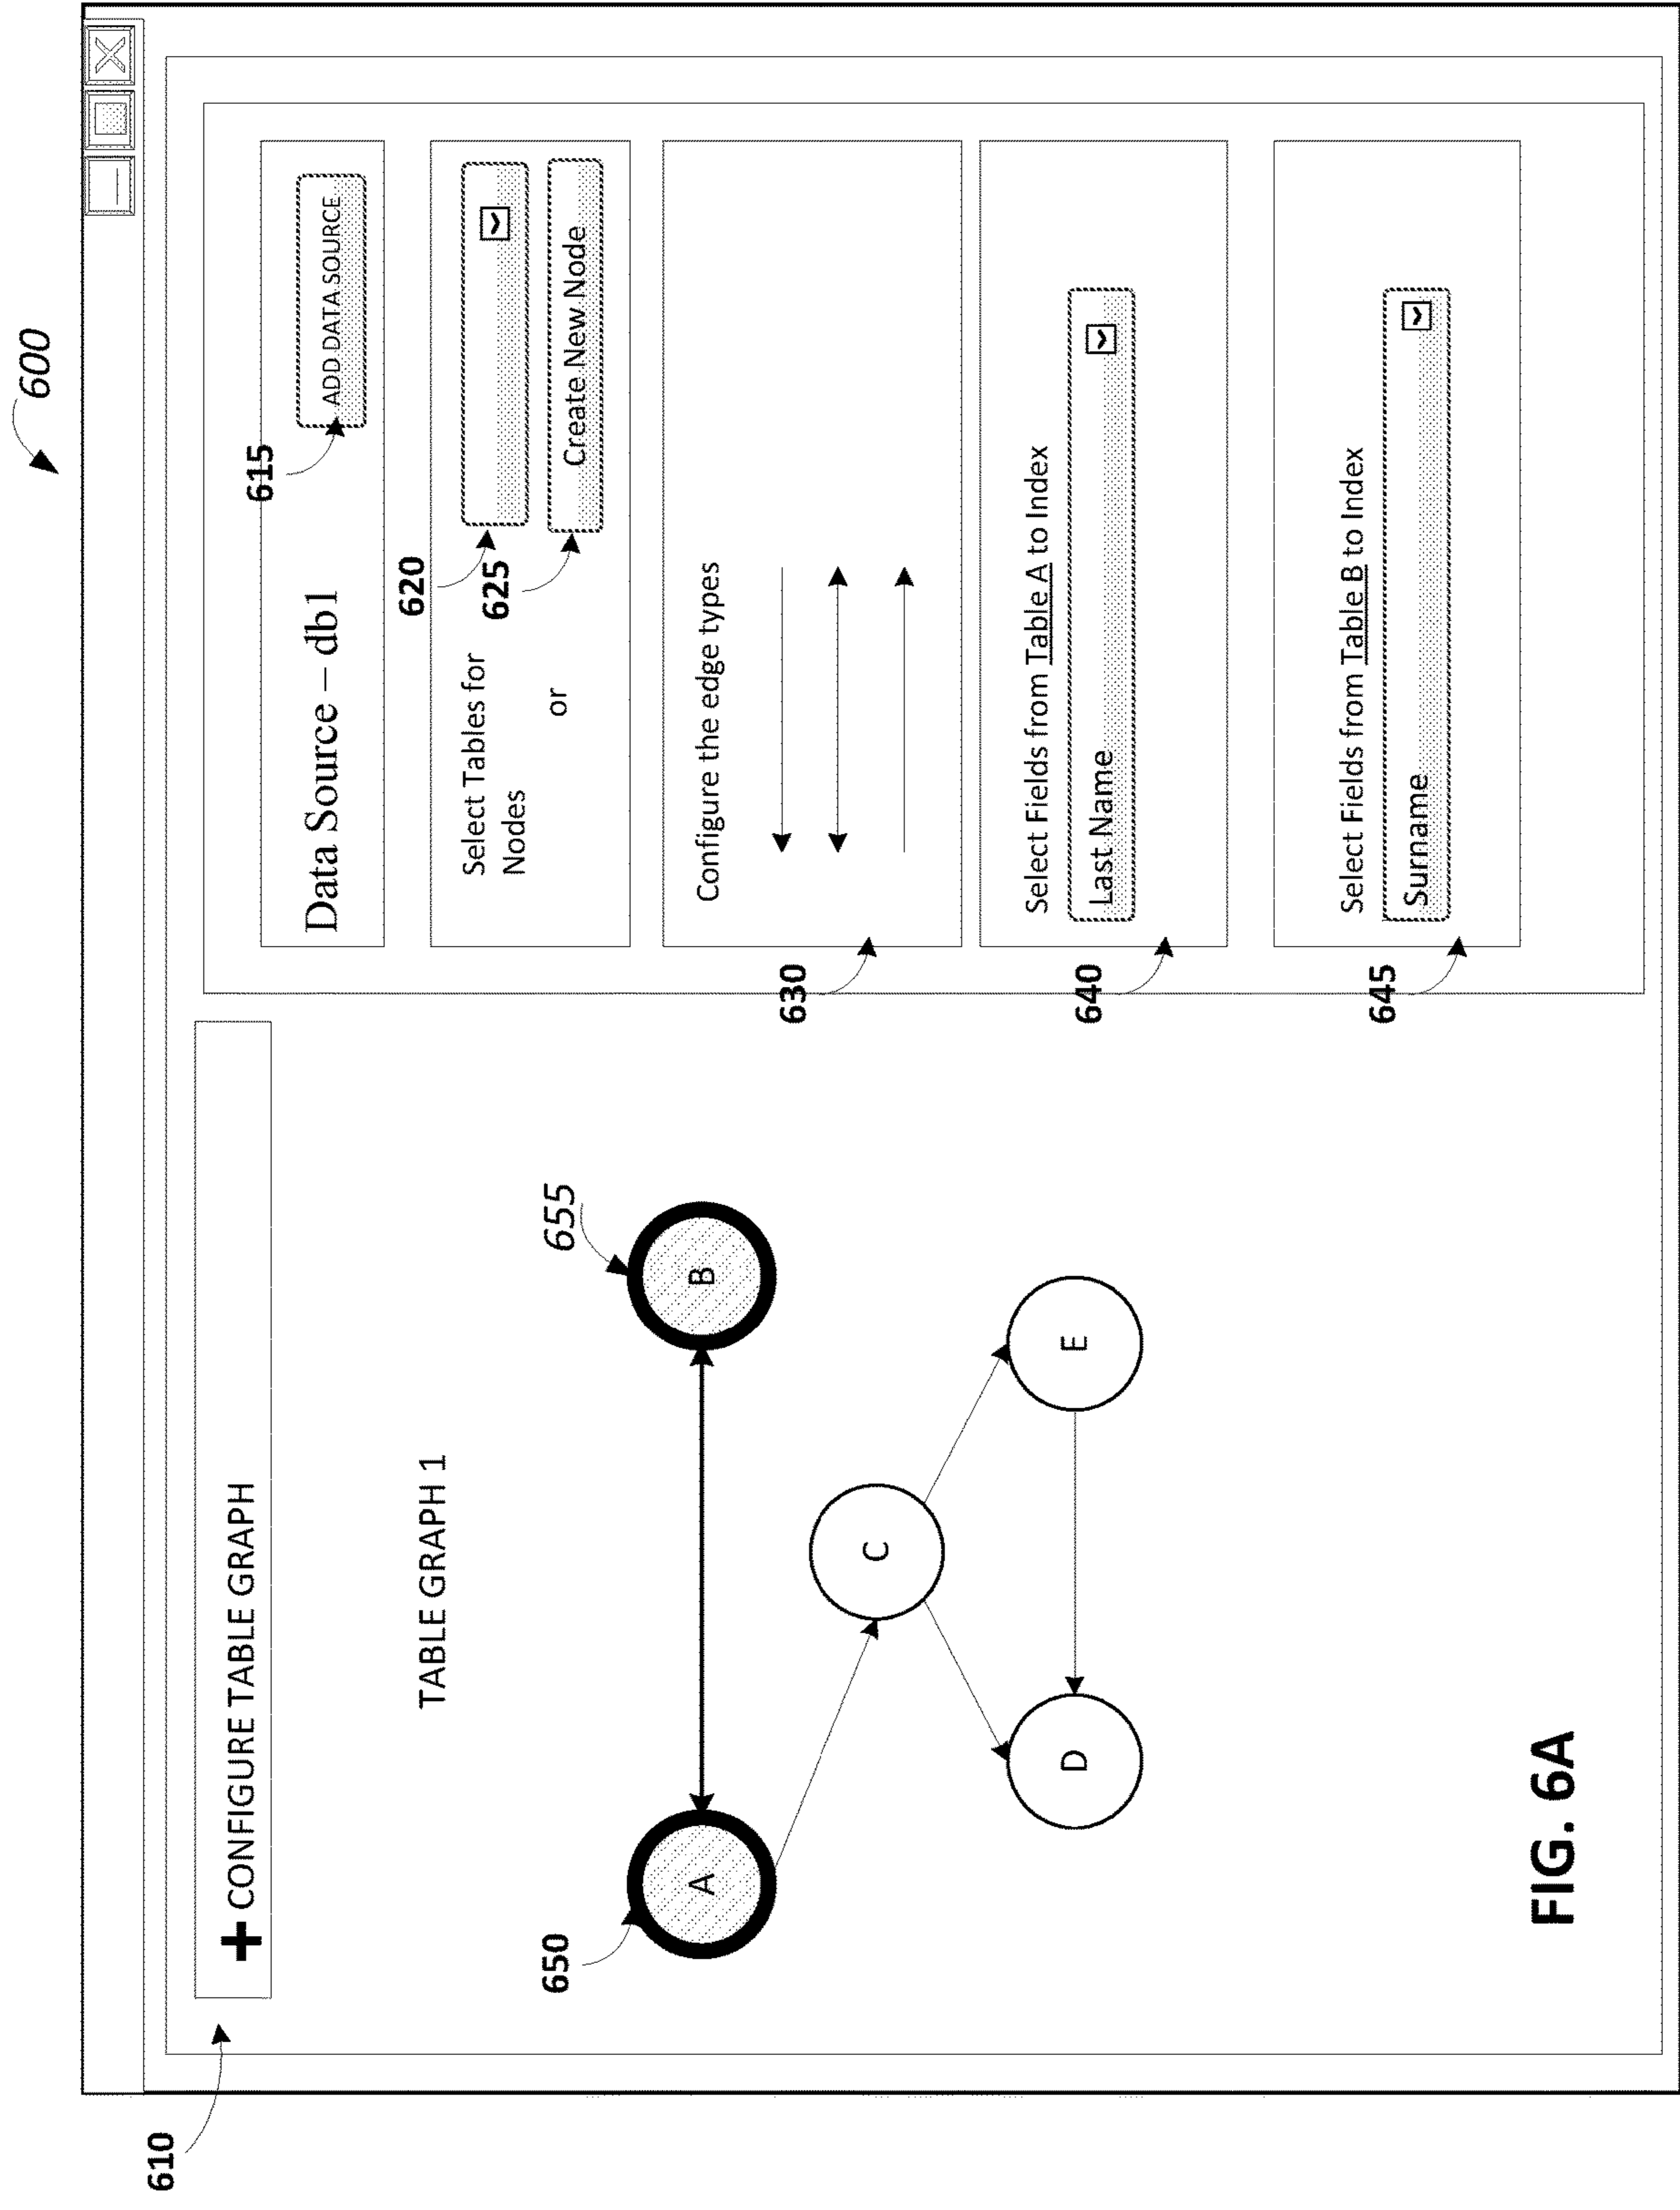 600
610
CONFIGURE TABLE GRAPH
TABLE GRAPH 1
650
A
655
B
C
D
E
615
Data Source – db1
ADD DATA SOURCE
620
Select Tables for
Nodes
625
or
Create New Node
Configure the edge types
630
Select Fields from Table A to Index
Last Name
640
Select Fields from Table B to Index
Surname
645
FIG. 6A